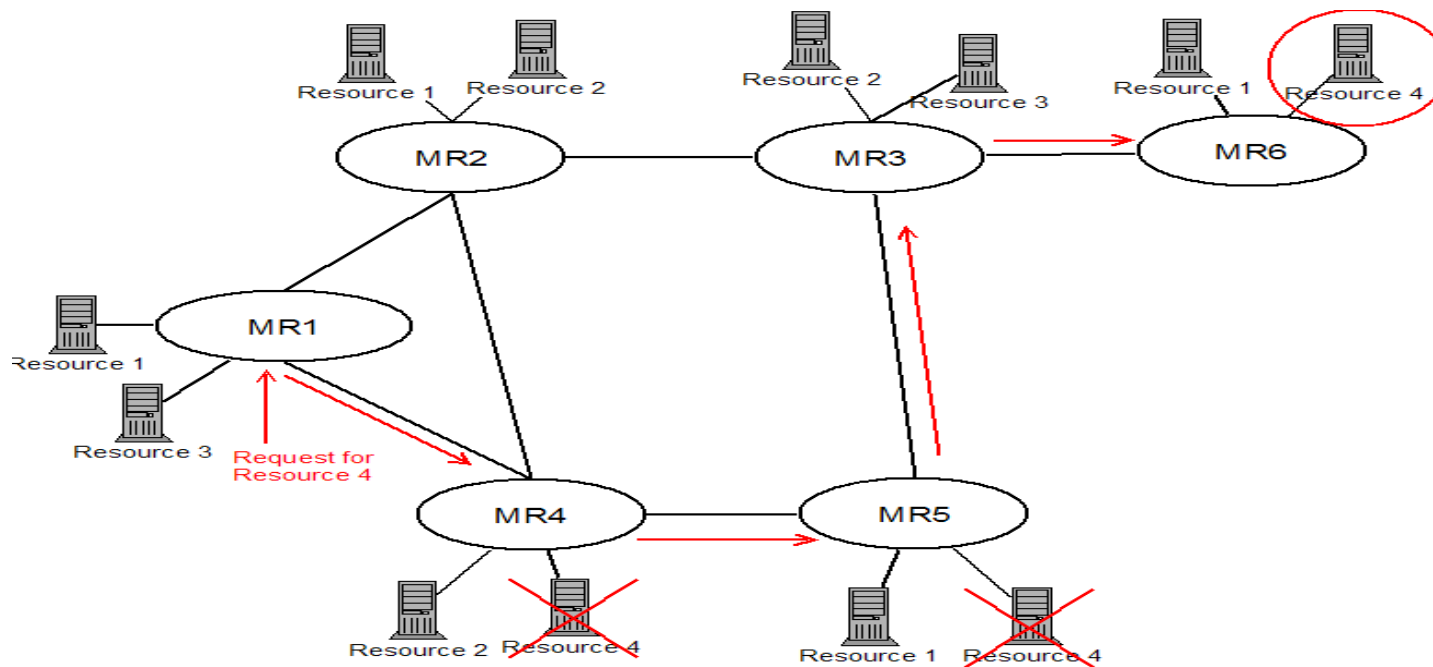 Resource 1
Resource 2
Resource 2
Resource 3
Resource 1
Resource 4
MR2
MR3
MR6
MR1
Resource 1
Resource 3
Request for
Resource 4
MR4
MR5
Resource 2
Resource 4
Resource 1
Resource 4